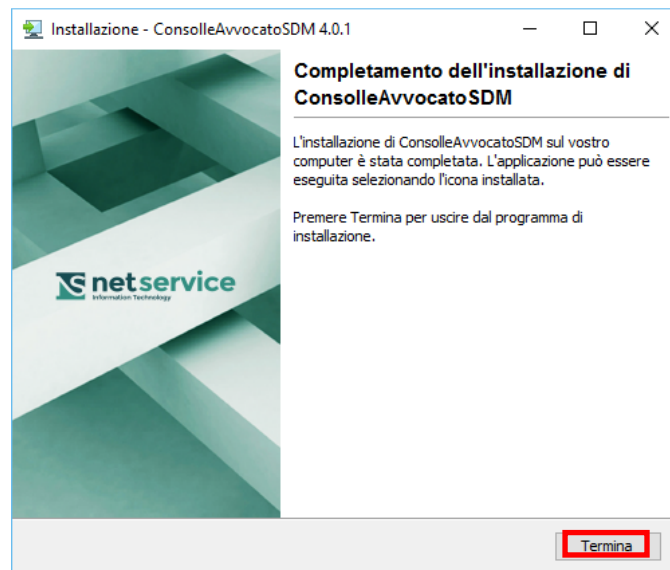 Installazione - ConsolleAvvocatoSDM 4.0.1
Completamento dell'installazione di
ConsolleAvvocatoSDM
L'installazione di ConsolleAvvocatoSDM sul vostro
computer è stata completata. L'applicazione può essere
eseguita selezionando l'icona installata.
Premere Termina per uscire dal programma di
installazione.
netservice
Information Technology
Termina